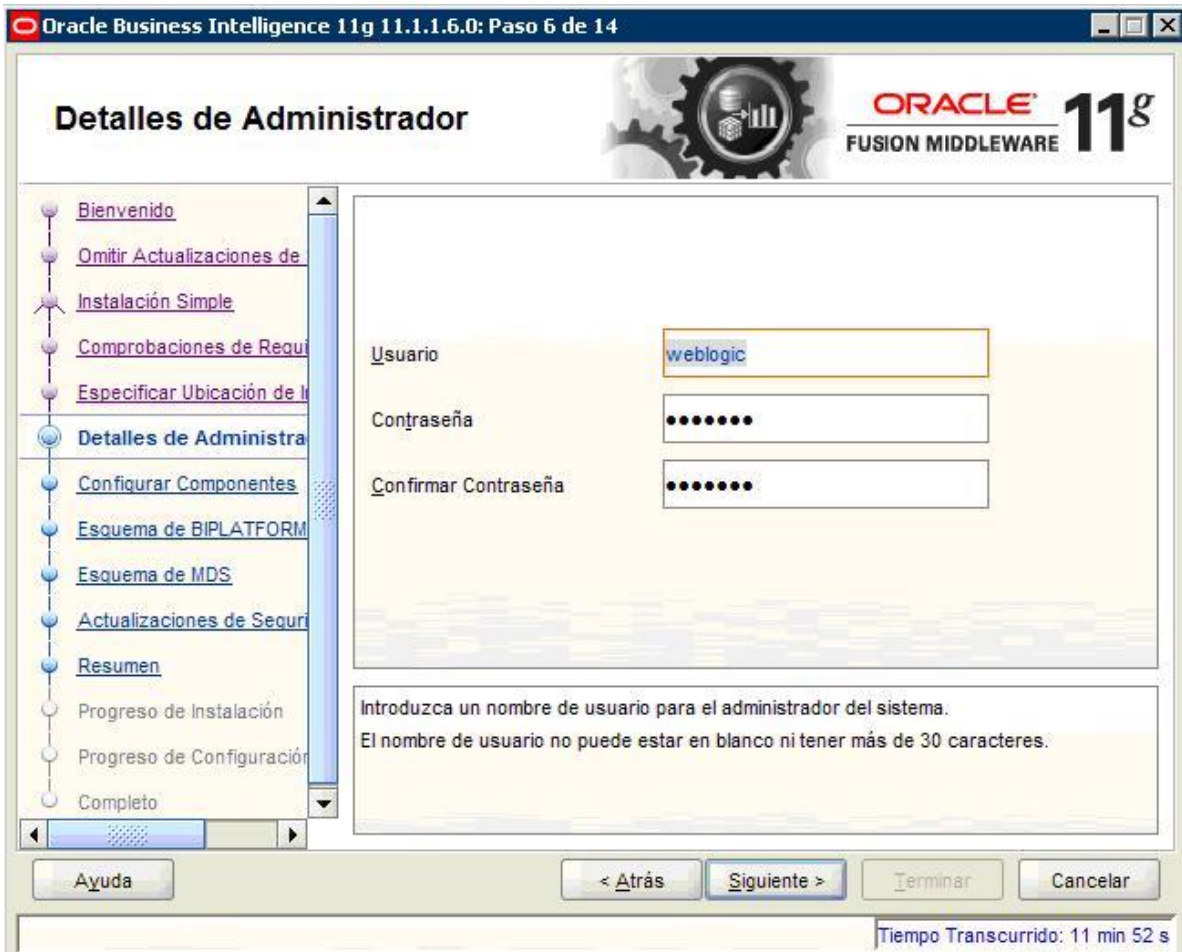 Oracle Business Intelligence 11g 11.1.1.6.0: Paso 6 de 14
Detalles de Administrador
ORACLE
FUSION MIDDLEWARE 11g
Bienvenido
Omitir Actualizaciones de
Instalación Simple
Comprobaciones de Requi
Especificar Ubicación de
Detalles de Administra
Configurar Componentes
Esquema de BIPLATFORM
Esquema de MDS
Actualizaciones de Seguri
Resumen
Progreso de Instalación
Progreso de Configuración
Completo
Usuario
weblogic
Contraseña
•••••••
Confirmar Contraseña
•••••••
Introduzca un nombre de usuario para el administrador del sistema.
El nombre de usuario no puede estar en blanco ni tener más de 30 caracteres.
Ayuda
< Atrás
Siguiente >
Terminar
Cancelar
Tiempo Transcurrido: 11 min 52 s